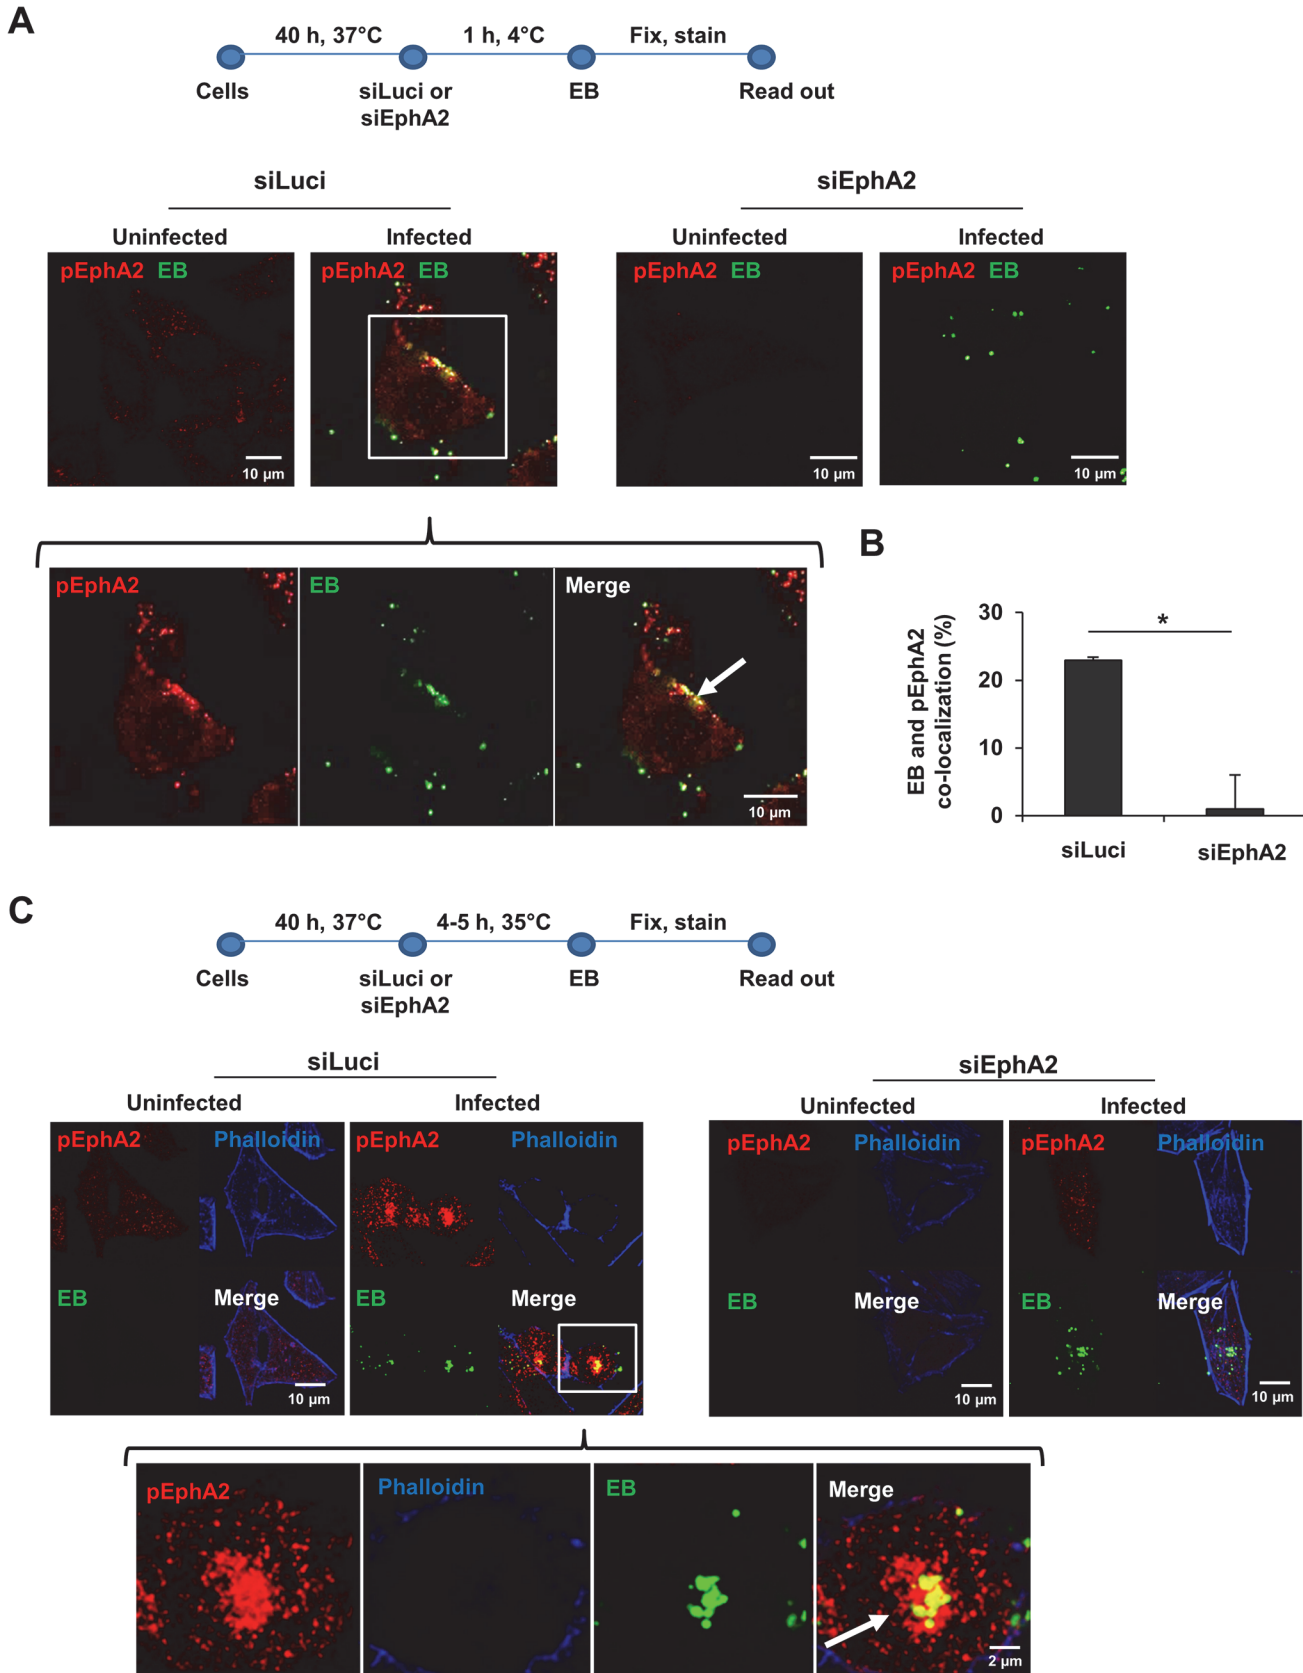 A
40 h, 37°C 1 h, 4°C Fix, stain
Cells siLuci or EB Read out
siEphA2
siLuci siEphA2
Uninfected Infected Uninfected Infected
pEphA2 EB pEphA2 EB pEphA2 EB pEphA2 EB
10 µm 10 µm 10 µm
pEphA2 EB Merge
10 µm
B
EB and pEphA2
co-localization (%)
30
*
20
10
0
siLuci siEphA2
C
40 h, 37°C 4-5 h, 35°C Fix, stain
Cells siLuci or EB Read out
siEphA2
siLuci siEphA2
Uninfected Infected Uninfected Infected
pEphA2 Phalloidin pEphA2 Phalloidin pEphA2 Phalloidin pEphA2 Phalloidin
EB Merge EB Merge EB Merge EB Merge
10 µm 10 µm 10 µm
pEphA2 Phalloidin EB Merge
2 µm